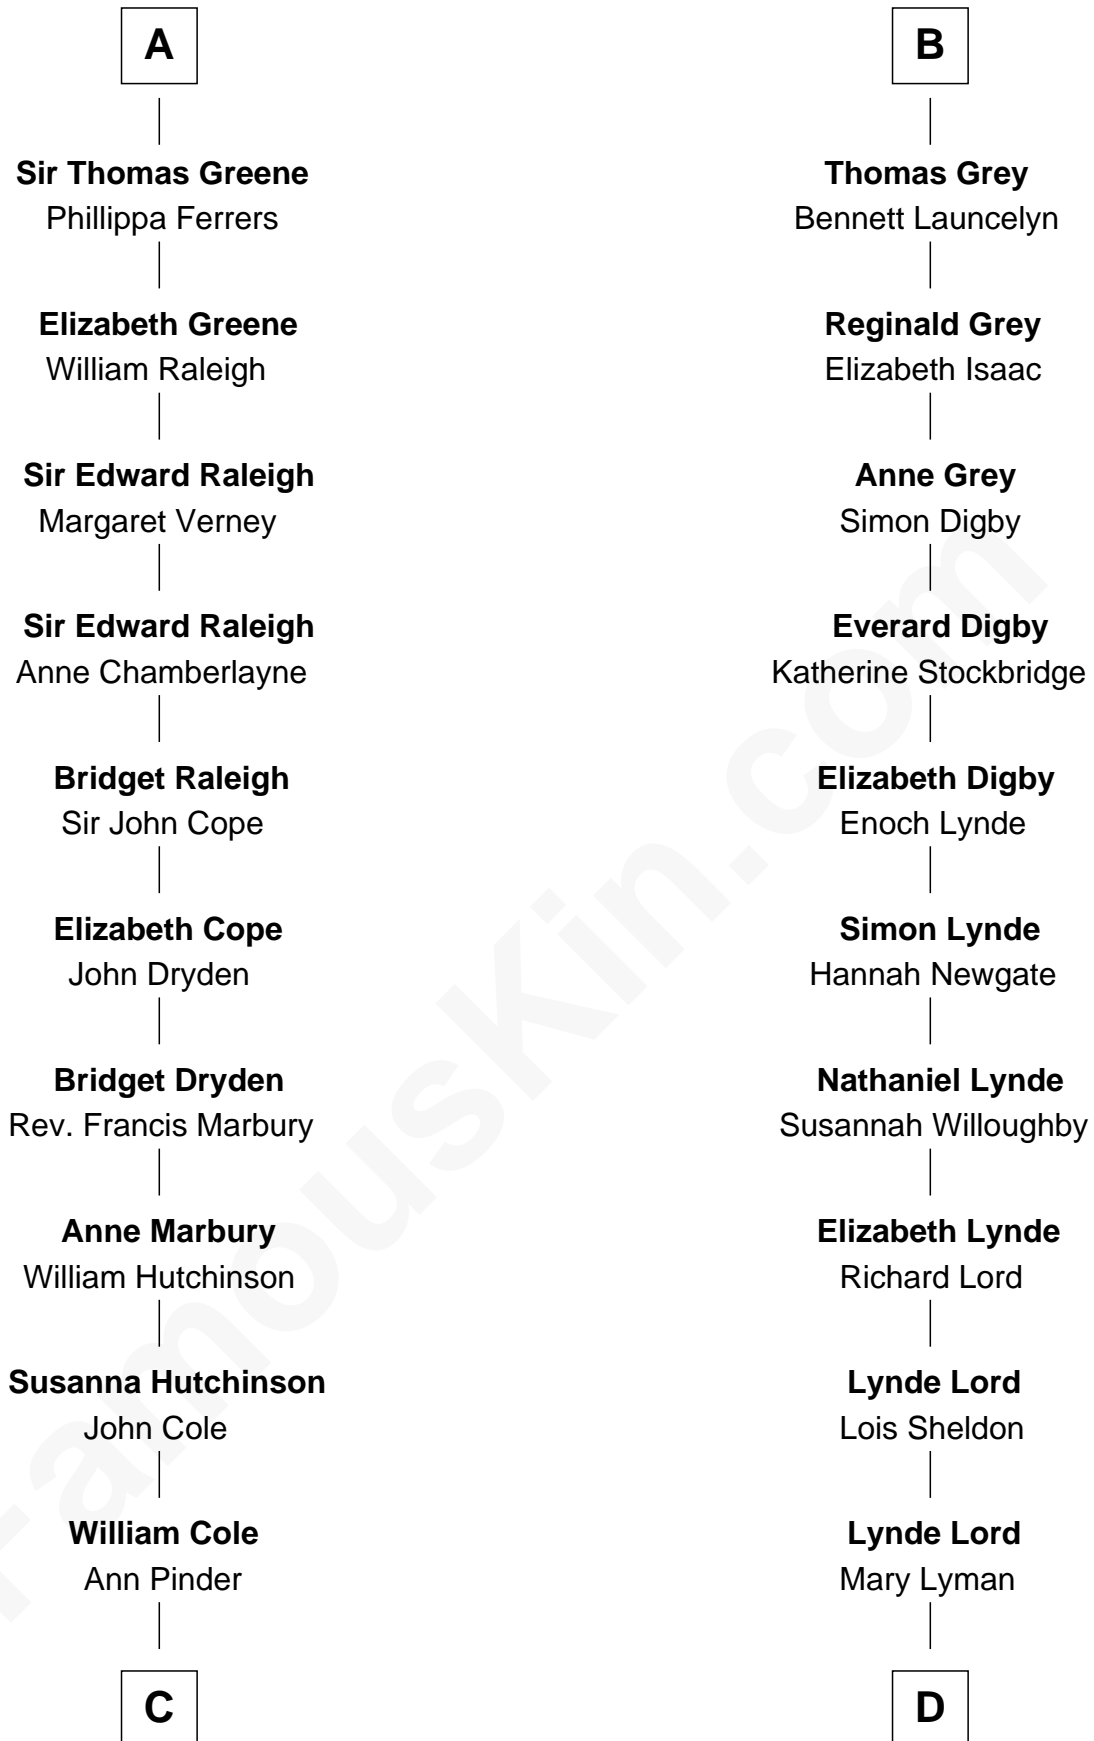 A
Sir Thomas Greene
Phillippa Ferrers
Elizabeth Greene
William Raleigh
Sir Edward Raleigh
Margaret Verney
Sir Edward Raleigh
Anne Chamberlayne
Bridget Raleigh
Sir John Cope
Elizabeth Cope
John Dryden
Bridget Dryden
Rev. Francis Marbury
Anne Marbury
William Hutchinson
Susanna Hutchinson
John Cole
William Cole
Ann Pinder
C
B
Thomas Grey
Bennett Launcelyn
Reginald Grey
Elizabeth Isaac
Anne Grey
Simon Digby
Everard Digby
Katherine Stockbridge
Elizabeth Digby
Enoch Lynde
Simon Lynde
Hannah Newgate
Nathaniel Lynde
Susannah Willoughby
Elizabeth Lynde
Richard Lord
Lynde Lord
Lois Sheldon
Lynde Lord
Mary Lyman
D
FamousKin.com